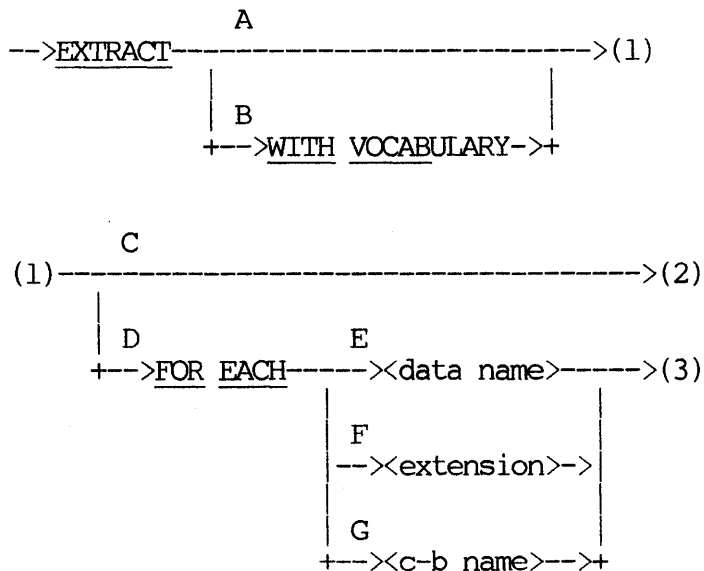 A
-->EXTRACT------------------------------->(1)
B
+-->WITH VOCABULARY->+
C
(1)------------------------------------------->(2)
D E
+-->FOR EACH-------><data name>------>(3)
F
--><extension>->
G
+--><c-b name>-->+